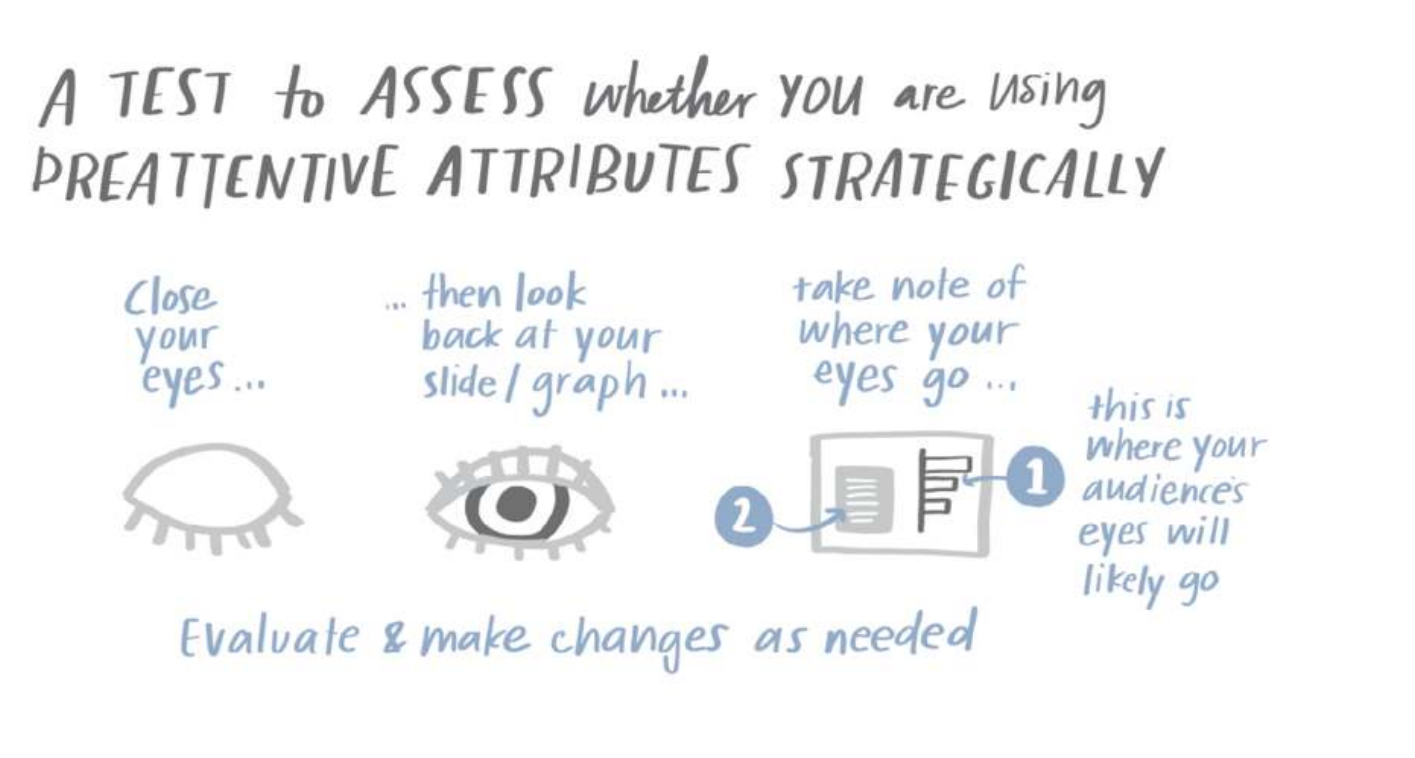 A TEST to ASSESS whether YOU are using
PREATTENTIVE ATTRIBUTES STRATEGICALLY
Close
your
eyes...
... then look
back at your
slide/graph...
take note of
where your
eyes go...
1
2
this is
where your
audience's
eyes will
likely go
Evaluate & make changes as needed